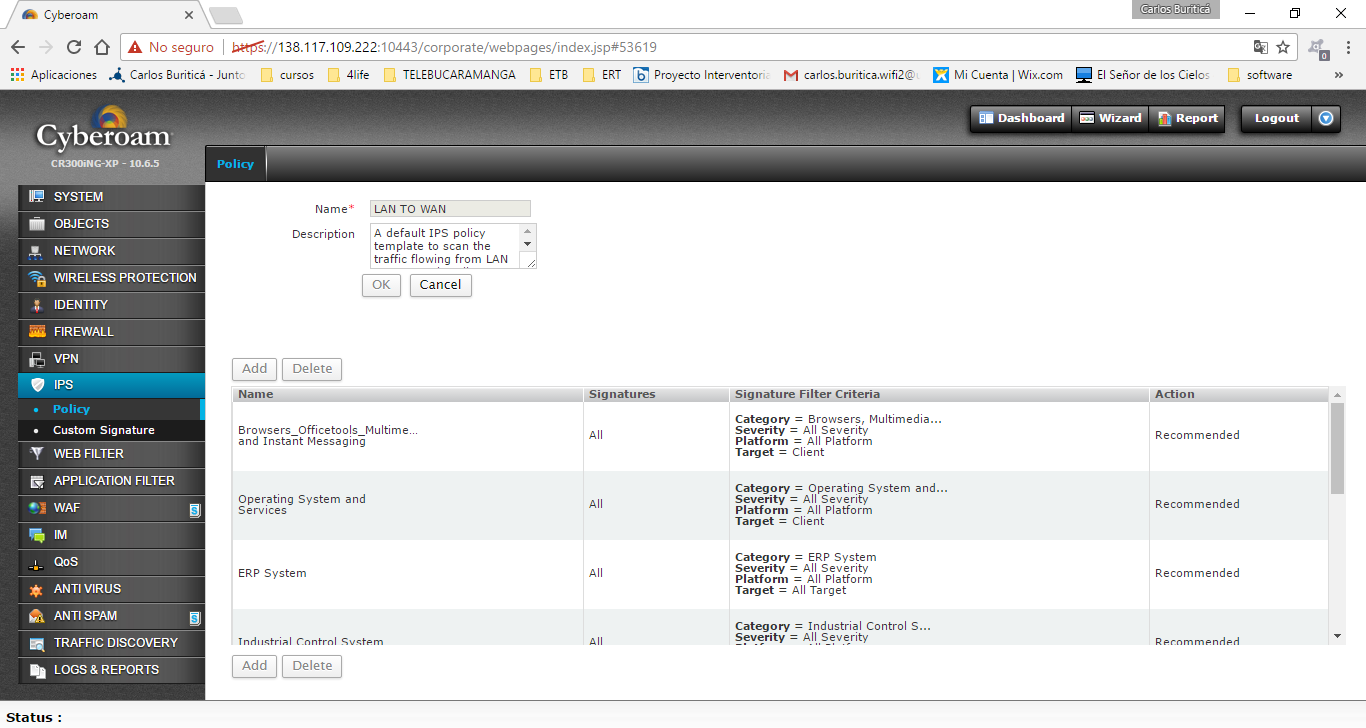 Cyberoam
Carlos Buriticá
No seguro
https://138.117.109.222:10443/corporate/webpages/index.jsp#53619
0
Aplicaciones
Carlos Buriticá - Junto
cursos
4life
TELEBUCARAMANGA
ETB
ERT
Proyecto Interventoria
carlos.buritica.wifi2@
Mi Cuenta | Wix.com
El Señor de los Cielos
software
»
Cyberoam
CR300iNG-XP - 10.6.5
Dashboard
Wizard
Report
Logout
Policy
SYSTEM
OBJECTS
NETWORK
WIRELESS PROTECTION
IDENTITY
FIREWALL
VPN
IPS
• Policy
• Custom Signature
WEB FILTER
APPLICATION FILTER
WAF
S
IM
QoS
ANTI VIRUS
ANTI SPAM
S
TRAFFIC DISCOVERY
LOGS & REPORTS
Name*
LAN TO WAN
Description
A default IPS policy
template to scan the
traffic flowing from LAN
OK
Cancel
Add
Delete
Name
Signatures
Signature Filter Criteria
Action
Browsers_Officetools_Multime...
and Instant Messaging
All
Category = Browsers, Multimedia...
Severity = All Severity
Platform = All Platform
Target = Client
Recommended
Operating System and
Services
All
Category = Operating System and...
Severity = All Severity
Platform = All Platform
Target = Client
Recommended
ERP System
All
Category = ERP System
Severity = All Severity
Platform = All Platform
Target = All Target
Recommended
Industrial Control System
All
Category = Industrial Control S...
Severity = All Severity
Platform = All Platform
Recommended
Add
Delete
Status :